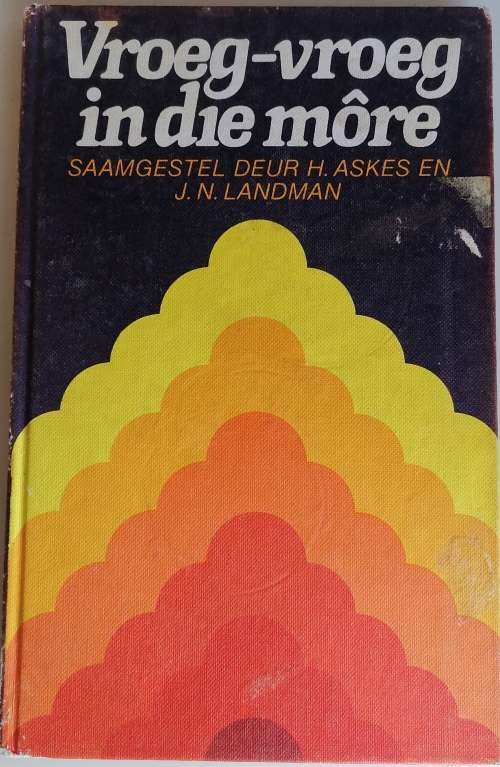 Vroeg-vroeg
in die môre
SAAMGESTEL DEUR H. ASKES EN
J. N. LANDMAN